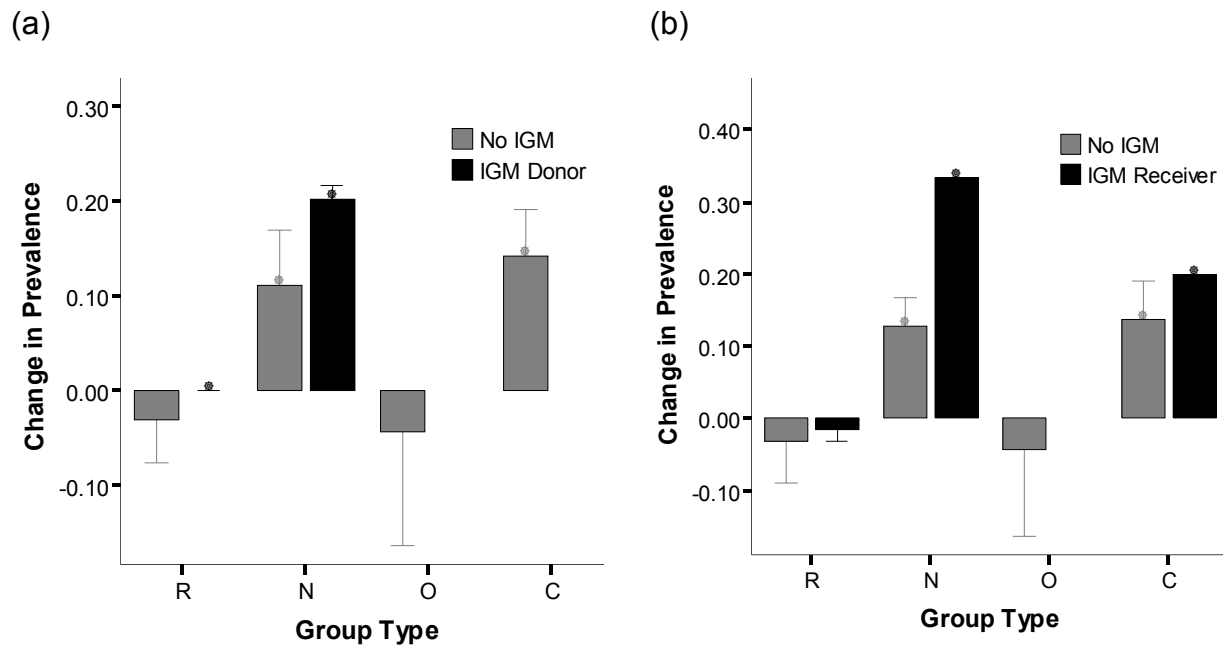 (a)
Change in Prevalence
0.30
0.20
0.10
0.00
-0.10
No IGM
IGM Donor
R N O C
Group Type
(b)
Change in Prevalence
0.40
0.30
0.20
0.10
0.00
-0.10
No IGM
IGM Receiver
R N O C
Group Type